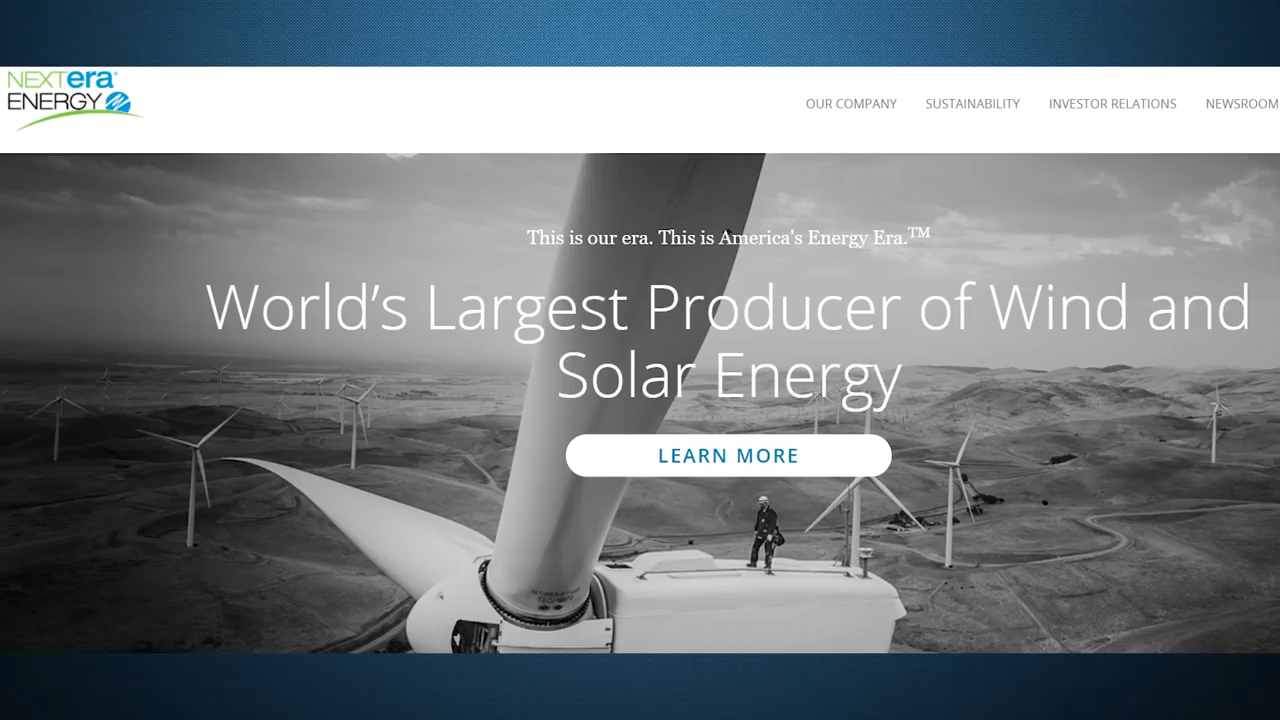 NEXTera®
ENERGY
OUR COMPANY SUSTAINABILITY INVESTOR RELATIONS NEWSROOM
This is our era. This is America's Energy Era.™
World’s Largest Producer of Wind and
Solar Energy
LEARN MORE